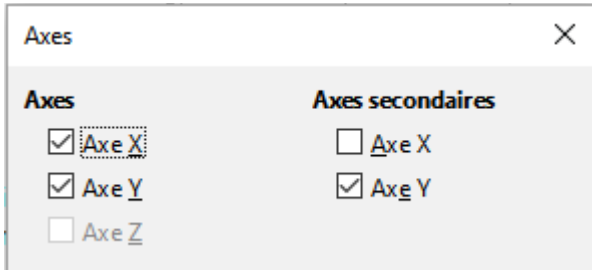 Axes
Axes Axes secondaires
Axe X Axe X
Axe Y Axe Y
Axe Z